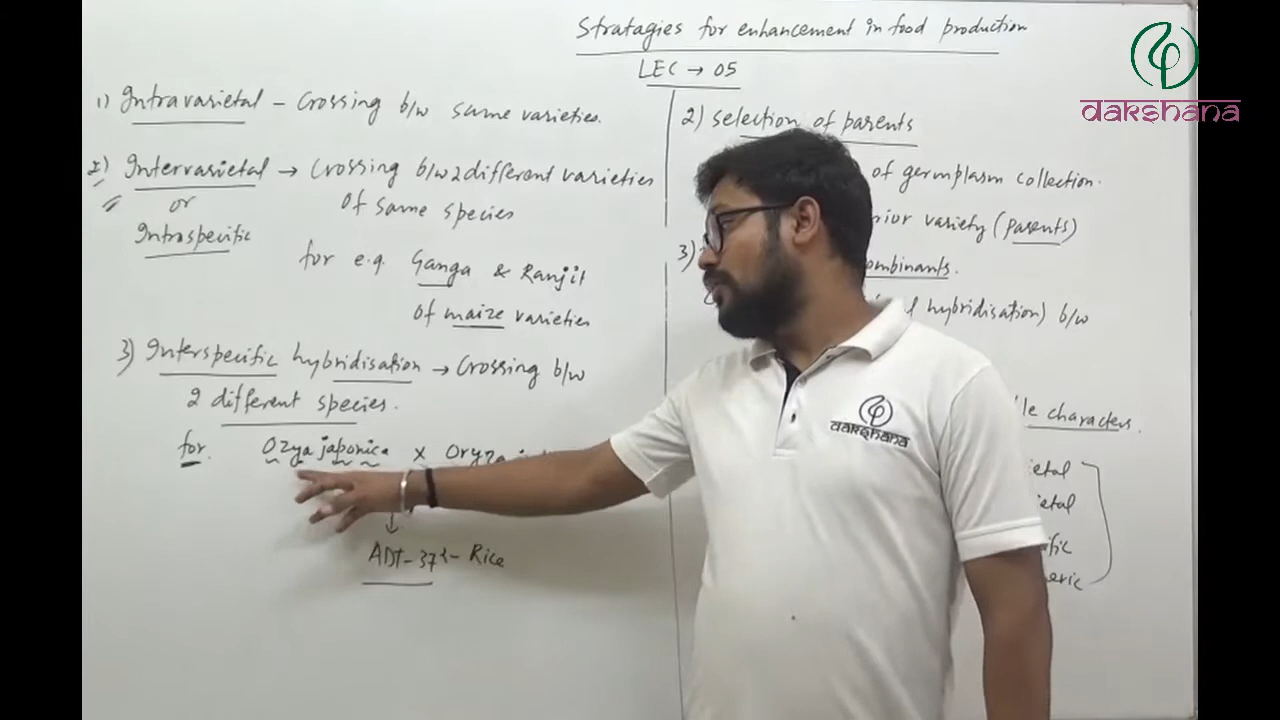 Stratagies for enhancement in food production
LEC → 05
dakshana
1) Intravarietal - Crossing b/w same varieties.
2) Intervarietal → Crossing b/w 2 different varieties
or
of same species
Intraspecific
for e.g. Ganga & Ranjit
of maize varieties
3) Interspecific hybridisation → Crossing b/w
2 different species.
for. Ozya japonica x Oryza
↓
ADT-37 - Rice
2) selection of parents
of germplasm collection.
variety (parents)
3)
hybridisation) b/w
characters.
dakshana